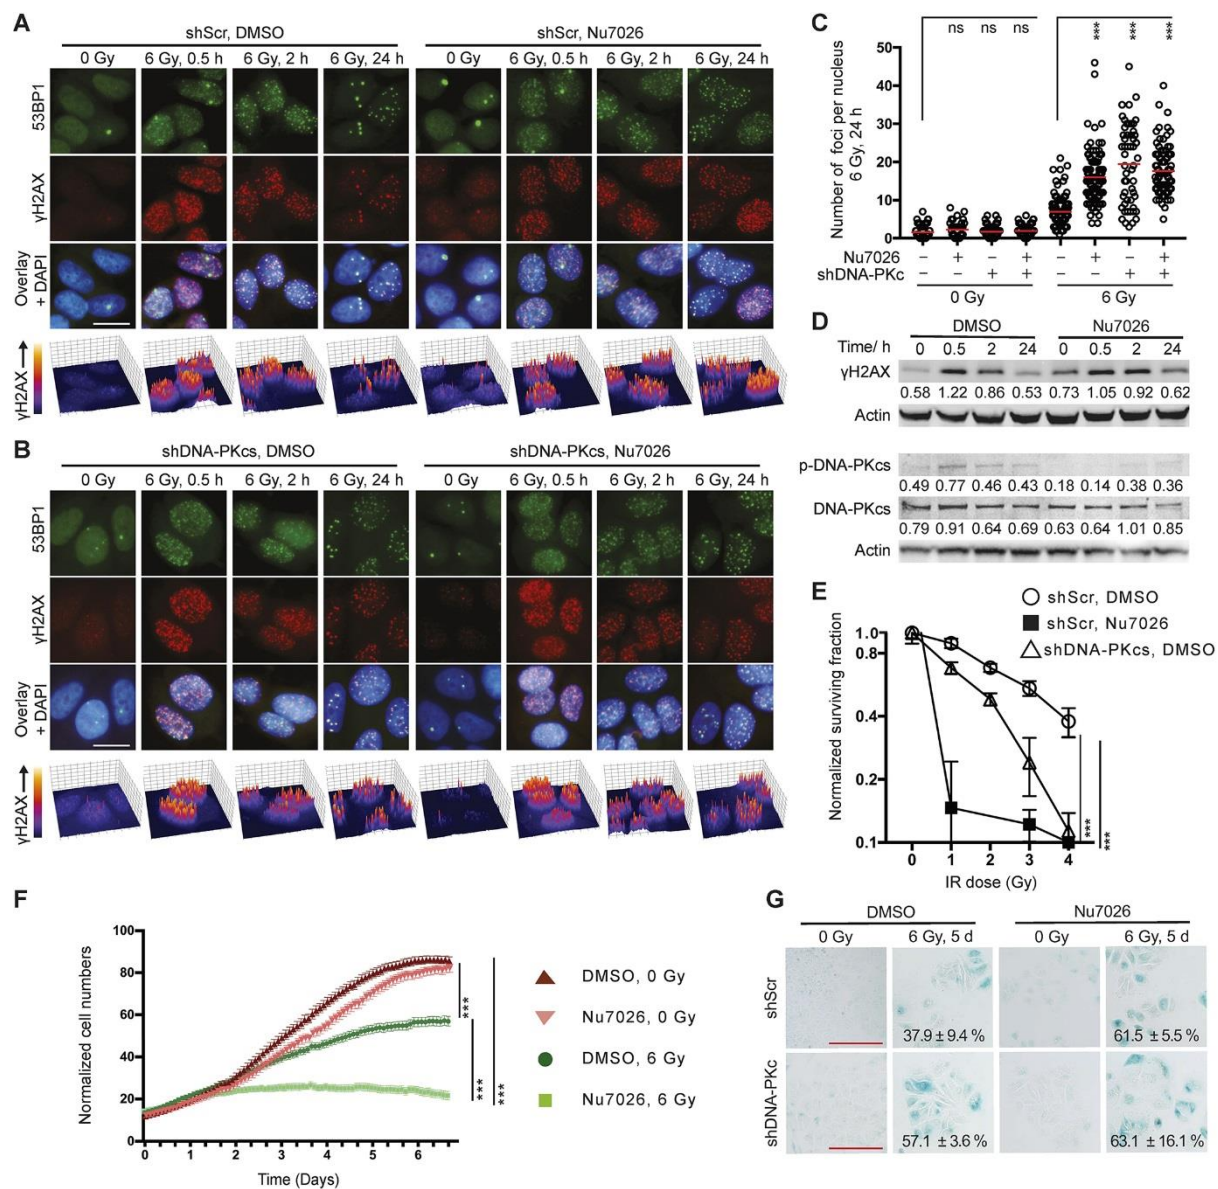 A
shScr, DMSO
shScr, Nu7026
0 Gy
6 Gy, 0.5 h
6 Gy, 2 h
6 Gy, 24 h
0 Gy
6 Gy, 0.5 h
6 Gy, 2 h
6 Gy, 24 h
53BP1
γH2AX
Overlay
+ DAPI
γH2AX
B
shDNA-PKcs, DMSO
shDNA-PKcs, Nu7026
0 Gy
6 Gy, 0.5 h
6 Gy, 2 h
6 Gy, 24 h
0 Gy
6 Gy, 0.5 h
6 Gy, 2 h
6 Gy, 24 h
53BP1
γH2AX
Overlay
+ DAPI
γH2AX
C
ns ns ns *** *** ***
Number of foci per nucleus
6 Gy, 24 h
50
40
30
20
10
0
Nu7026 – + – + – + – +
shDNA-PKc – – + + – – + +
0 Gy 6 Gy
D
DMSO Nu7026
Time/ h 0 0.5 2 24 0 0.5 2 24
γH2AX
0.58 1.22 0.86 0.53 0.73 1.05 0.92 0.62
Actin
p-DNA-PKcs
0.49 0.77 0.46 0.43 0.18 0.14 0.38 0.36
DNA-PKcs
0.79 0.91 0.64 0.69 0.63 0.64 1.01 0.85
Actin
E
shScr, DMSO
shScr, Nu7026
shDNA-PKcs, DMSO
Normalized surviving fraction
1.0
0.8
0.4
0.2
0.1
***
***
0 1 2 3 4
IR dose (Gy)
F
Normalized cell numbers
100
80
60
40
20
0
0 1 2 3 4 5 6
Time (Days)
***
***
***
DMSO, 0 Gy
Nu7026, 0 Gy
DMSO, 6 Gy
Nu7026, 6 Gy
G
DMSO Nu7026
0 Gy 6 Gy, 5 d 0 Gy 6 Gy, 5 d
shScr
37.9 ± 9.4 % 61.5 ± 5.5 %
shDNA-PKc
57.1 ± 3.6 % 63.1 ± 16.1 %